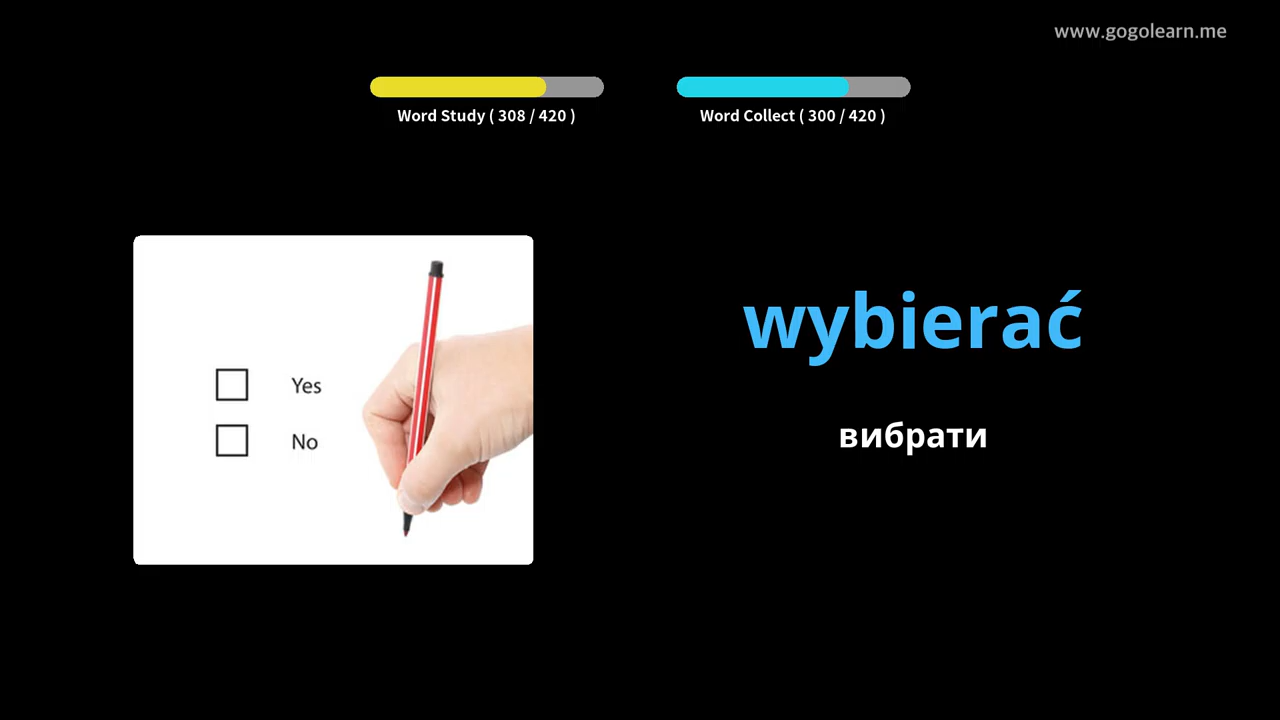 www.gogolearn.me
Word Study ( 308 / 420 )
Word Collect ( 300 / 420 )
Yes
No
wybierać
вибрати